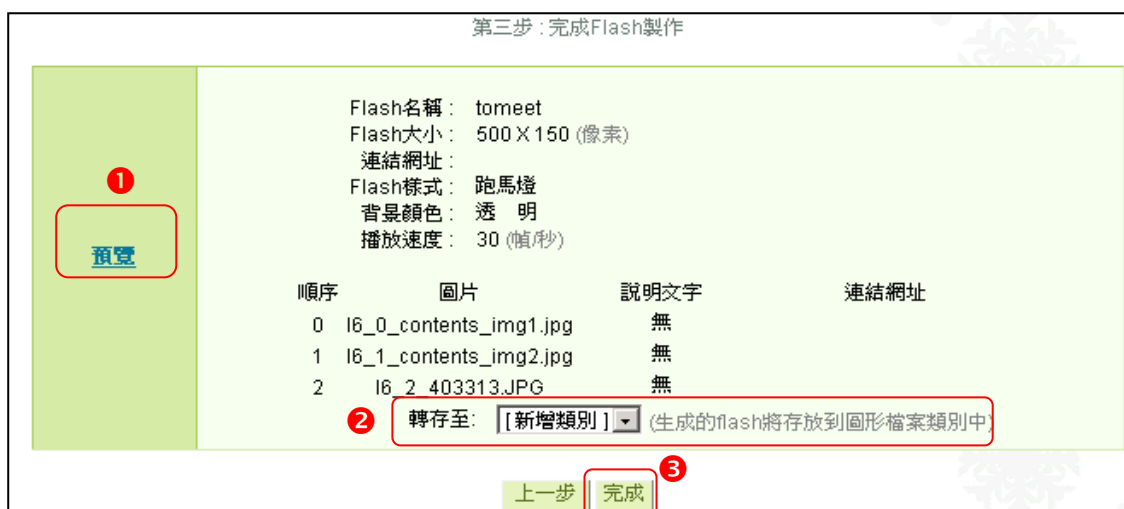 第三步 : 完成Flash製作
Flash名稱 : tomeet
Flash大小 : 500 X 150 (像素)
連結網址 :
Flash樣式 : 跑馬燈
背景顏色 : 透 明
播放速度 : 30 (幀/秒)
❶
預覽
順序 圖片 說明文字 連結網址
0 l6_0_contents_img1.jpg 無
1 l6_1_contents_img2.jpg 無
2 l6_2_403313.JPG 無
❷ 轉存至: [ 新增類別 ] (生成的flash將存放到圖形檔案類別中)
❸
上一步 完成